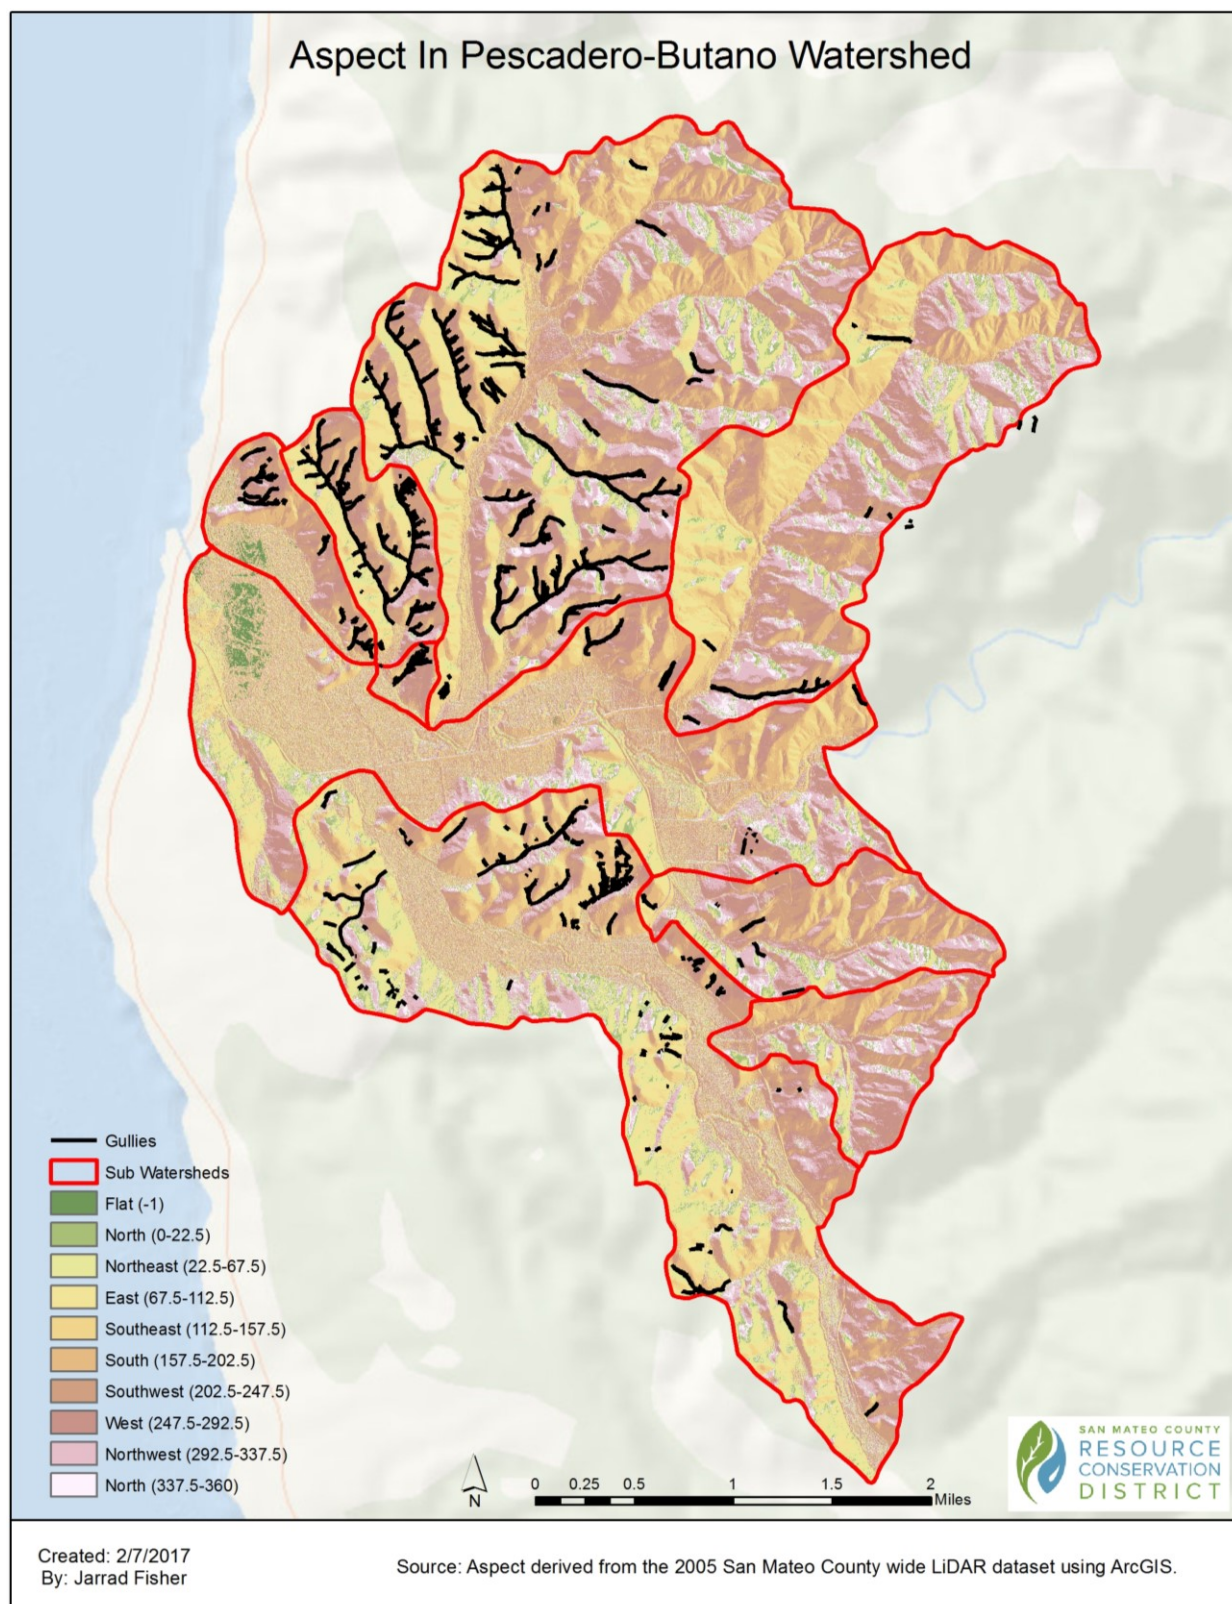 Aspect In Pescadero-Butano Watershed
Gullies
Sub Watersheds
Flat (-1)
North (0-22.5)
Northeast (22.5-67.5)
East (67.5-112.5)
Southeast (112.5-157.5)
South (157.5-202.5)
Southwest (202.5-247.5)
West (247.5-292.5)
Northwest (292.5-337.5)
North (337.5-360)
N
0 0.25 0.5 1 1.5 2
Miles
SAN MATEO COUNTY
RESOURCE
CONSERVATION
DISTRICT
Created: 2/7/2017
By: Jarrad Fisher
Source: Aspect derived from the 2005 San Mateo County wide LiDAR dataset using ArcGIS.